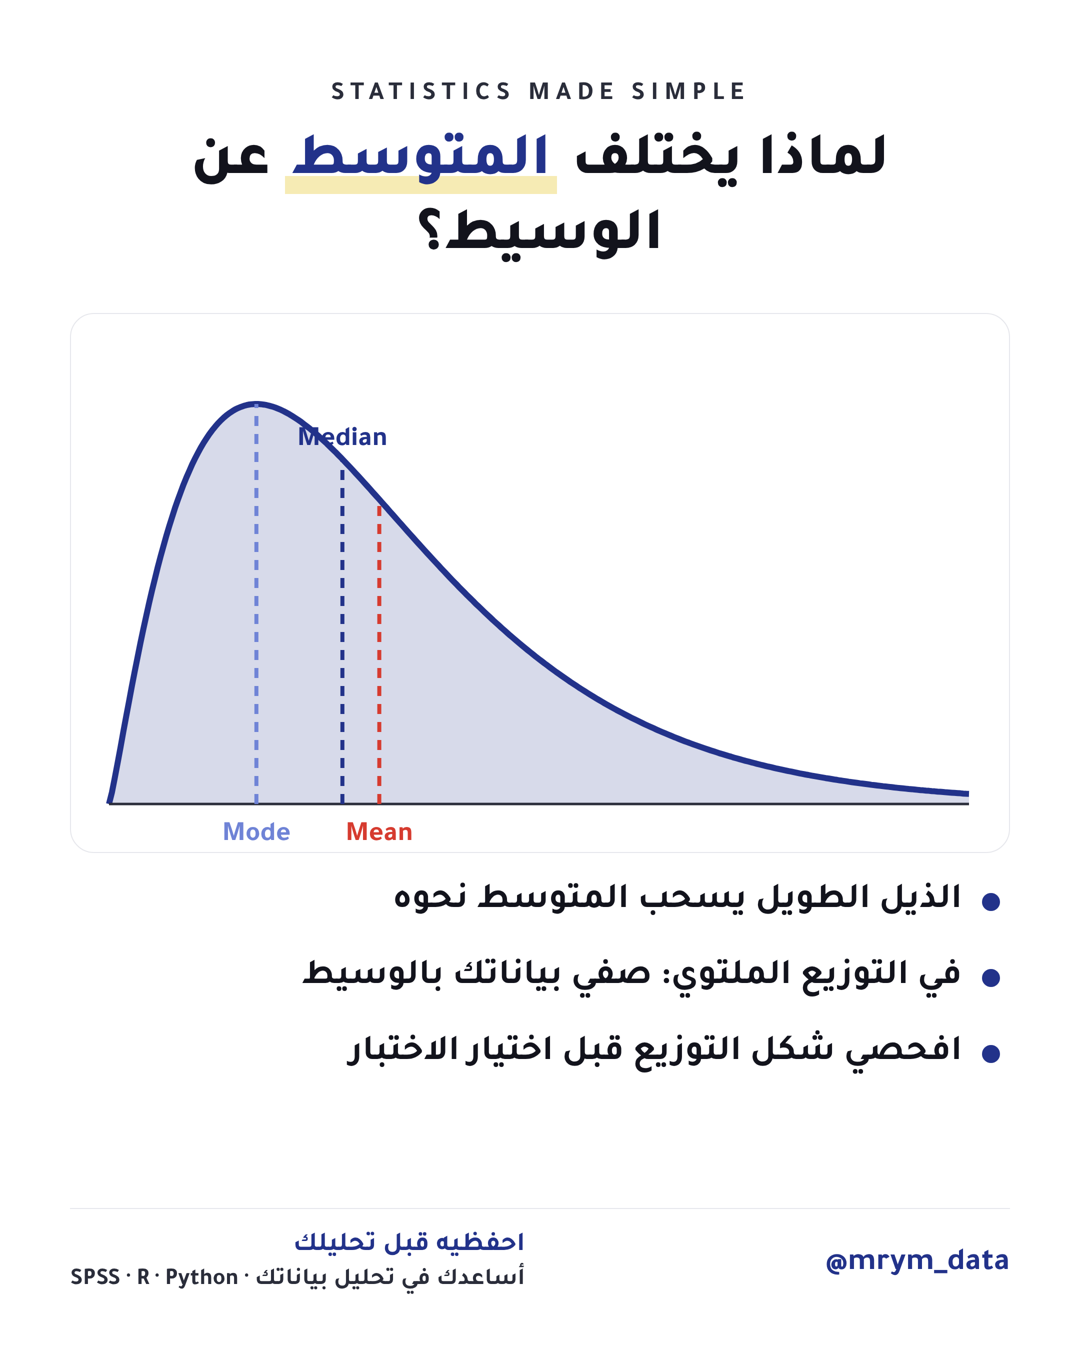 STATISTICS MADE SIMPLE
لماذا يختلف المتوسط عن
الوسيط؟
Median
Mode
Mean
الذيل الطويل يسحب المتوسط نحوه
في التوزيع الملتوي: صفي بياناتك بالوسيط
افحصي شكل التوزيع قبل اختيار الاختبار
@mrym_data
احفظيه قبل تحليلك
أساعدك في تحليل بياناتك · SPSS · R · Python